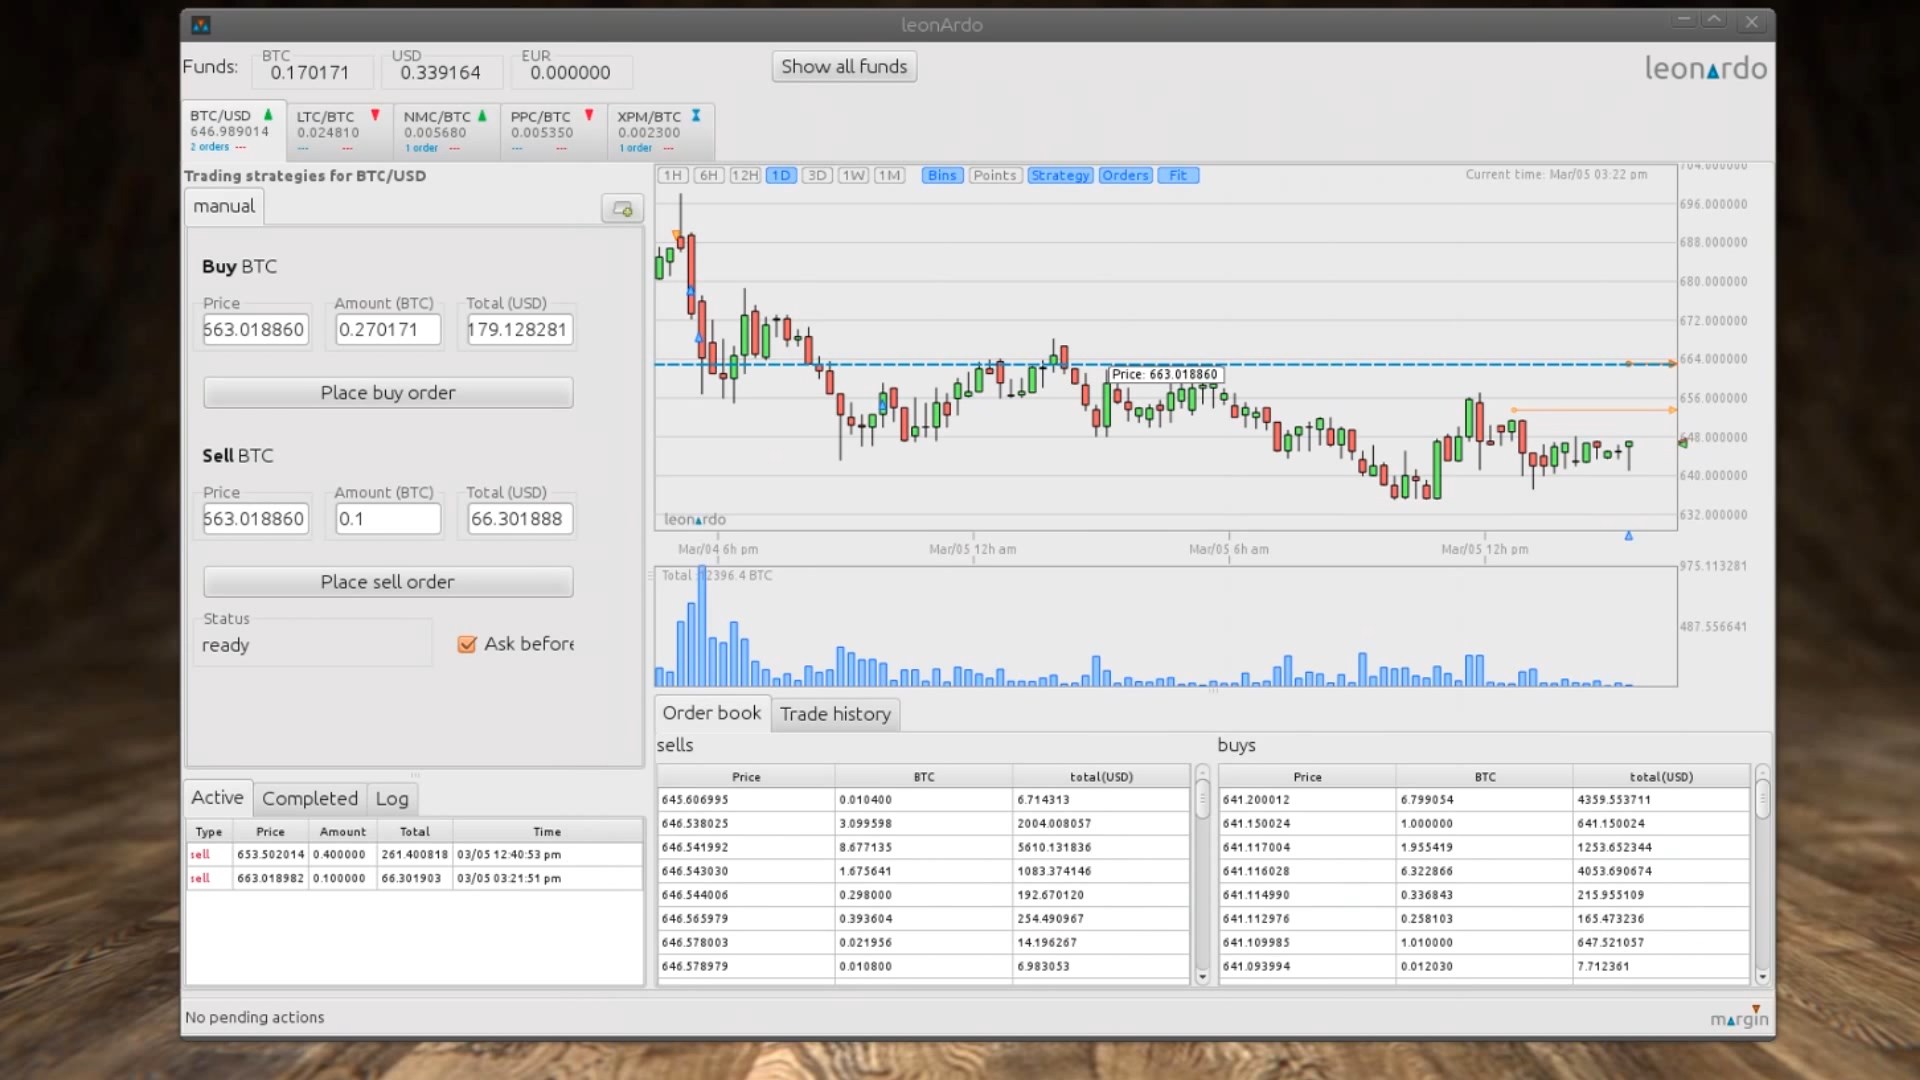 leonArdo
Funds:
BTC
0.170171
USD
0.339164
EUR
0.000000
Show all funds
leonardo
BTC/USD
646.989014
2 orders ---
LTC/BTC
0.024810
--- ---
NMC/BTC
0.005680
1 order ---
PPC/BTC
0.005350
--- ---
XPM/BTC
0.002300
1 order ---
Trading strategies for BTC/USD
manual
Buy BTC
Price
663.018860
Amount (BTC)
0.270171
Total (USD)
179.128281
Place buy order
Sell BTC
Price
663.018860
Amount (BTC)
0.1
Total (USD)
66.301888
Place sell order
Status
ready
Ask before
1H 6H 12H 1D 3D 1W 1M Bins Points Strategy Orders Fit
Current time: Mar/05 03:22 pm
704.000000
696.000000
688.000000
680.000000
672.000000
664.000000
656.000000
648.000000
640.000000
632.000000
Price: 663.018860
leonardo
Mar/04 6h pm
Mar/05 12h am
Mar/05 6h am
Mar/05 12h pm
Total :12396.4 BTC
975.113281
487.556641
Active Completed Log
Type Price Amount Total Time
sell 653.502014 0.400000 261.400818 03/05 12:40:53 pm
sell 663.018982 0.100000 66.301903 03/05 03:21:51 pm
Order book Trade history
sells
Price BTC total(USD)
645.606995 0.010400 6.714313
646.538025 3.099598 2004.008057
646.541992 8.677135 5610.131836
646.543030 1.675641 1083.374146
646.544006 0.298000 192.670120
646.565979 0.393604 254.490967
646.578003 0.021956 14.196267
646.578979 0.010800 6.983053
buys
Price BTC total(USD)
641.200012 6.799054 4359.553711
641.150024 1.000000 641.150024
641.117004 1.955419 1253.652344
641.116028 6.322866 4053.690674
641.114990 0.336843 215.955109
641.112976 0.258103 165.473236
641.109985 1.010000 647.521057
641.093994 0.012030 7.712361
No pending actions
margin